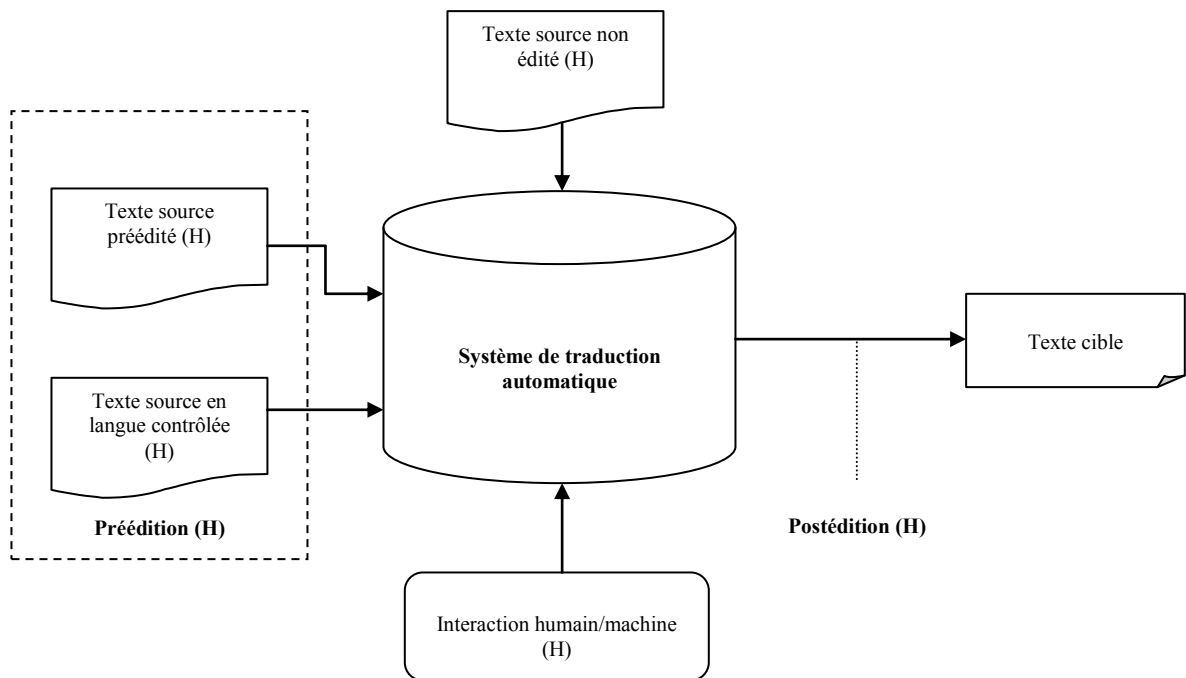 Texte source non
édité (H)
Texte source
préédité (H)
Texte source en
langue contrôlée
(H)
Préédition (H)
Système de traduction
automatique
Interaction humain/machine
(H)
Postédition (H)
Texte cible